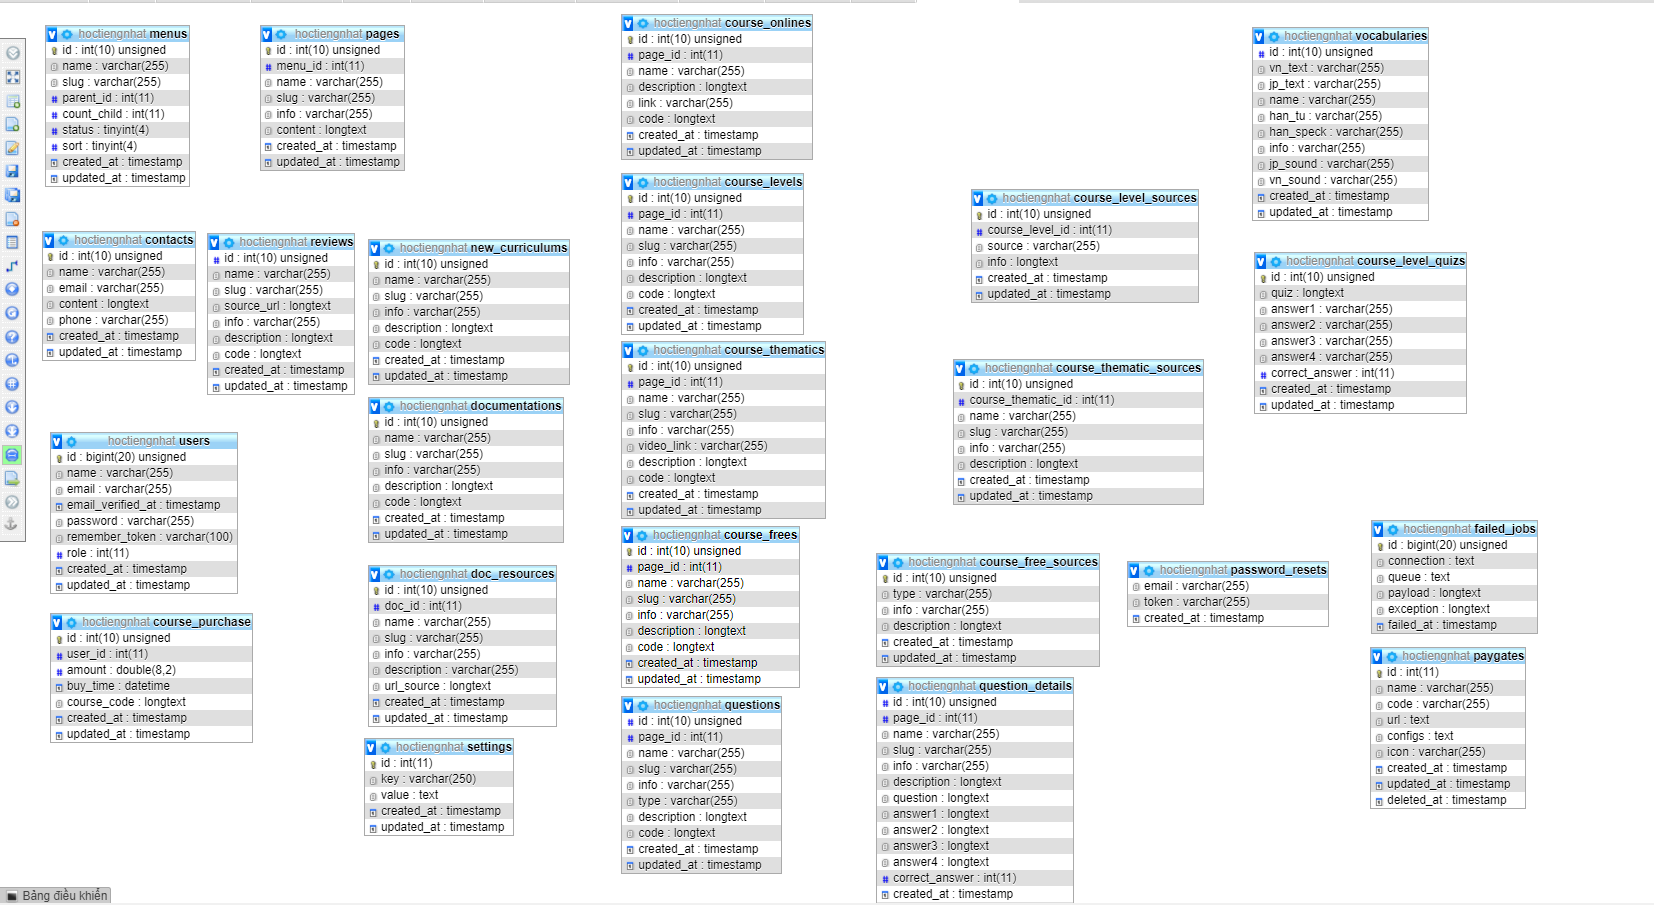 hoctiengnhat menus
id : int(10) unsigned
name : varchar(255)
slug : varchar(255)
parent_id : int(11)
count_child : int(11)
status : tinyint(4)
sort : tinyint(4)
created_at : timestamp
updated_at : timestamp
hoctiengnhat pages
id : int(10) unsigned
menu_id : int(11)
name : varchar(255)
slug : varchar(255)
info : varchar(255)
content : longtext
created_at : timestamp
updated_at : timestamp
hoctiengnhat course_onlines
id : int(10) unsigned
page_id : int(11)
name : varchar(255)
description : longtext
link : varchar(255)
code : longtext
created_at : timestamp
updated_at : timestamp
hoctiengnhat vocabularies
id : int(10) unsigned
vn_text : varchar(255)
jp_text : varchar(255)
name : varchar(255)
han_tu : varchar(255)
han_speck : varchar(255)
info : varchar(255)
jp_sound : varchar(255)
vn_sound : varchar(255)
created_at : timestamp
updated_at : timestamp
hoctiengnhat course_levels
id : int(10) unsigned
page_id : int(11)
name : varchar(255)
slug : varchar(255)
info : varchar(255)
description : longtext
code : longtext
created_at : timestamp
updated_at : timestamp
hoctiengnhat course_level_sources
id : int(10) unsigned
course_level_id : int(11)
source : varchar(255)
info : longtext
created_at : timestamp
updated_at : timestamp
hoctiengnhat contacts
id : int(10) unsigned
name : varchar(255)
email : varchar(255)
content : longtext
phone : varchar(255)
created_at : timestamp
updated_at : timestamp
hoctiengnhat reviews
id : int(10) unsigned
name : varchar(255)
slug : varchar(255)
source_url : longtext
info : varchar(255)
description : longtext
code : longtext
created_at : timestamp
updated_at : timestamp
hoctiengnhat new_curriculums
id : int(10) unsigned
name : varchar(255)
slug : varchar(255)
info : varchar(255)
description : longtext
code : longtext
created_at : timestamp
updated_at : timestamp
hoctiengnhat course_level_quizs
id : int(10) unsigned
quiz : longtext
answer1 : varchar(255)
answer2 : varchar(255)
answer3 : varchar(255)
answer4 : varchar(255)
correct_answer : int(11)
created_at : timestamp
updated_at : timestamp
hoctiengnhat course_thematics
id : int(10) unsigned
page_id : int(11)
name : varchar(255)
slug : varchar(255)
info : varchar(255)
video_link : varchar(255)
description : longtext
code : longtext
created_at : timestamp
updated_at : timestamp
hoctiengnhat course_thematic_sources
id : int(10) unsigned
course_thematic_id : int(11)
name : varchar(255)
slug : varchar(255)
info : varchar(255)
description : longtext
created_at : timestamp
updated_at : timestamp
hoctiengnhat documentations
id : int(10) unsigned
name : varchar(255)
slug : varchar(255)
info : varchar(255)
description : longtext
code : longtext
created_at : timestamp
updated_at : timestamp
hoctiengnhat users
id : bigint(20) unsigned
name : varchar(255)
email : varchar(255)
email_verified_at : timestamp
password : varchar(255)
remember_token : varchar(100)
role : int(11)
created_at : timestamp
updated_at : timestamp
hoctiengnhat course_frees
id : int(10) unsigned
page_id : int(11)
name : varchar(255)
slug : varchar(255)
info : varchar(255)
description : longtext
code : longtext
created_at : timestamp
updated_at : timestamp
hoctiengnhat course_free_sources
id : int(10) unsigned
type : varchar(255)
info : varchar(255)
description : longtext
created_at : timestamp
updated_at : timestamp
hoctiengnhat password_resets
email : varchar(255)
token : varchar(255)
created_at : timestamp
hoctiengnhat failed_jobs
id : bigint(20) unsigned
connection : text
queue : text
payload : longtext
exception : longtext
failed_at : timestamp
hoctiengnhat doc_resources
id : int(10) unsigned
doc_id : int(11)
name : varchar(255)
slug : varchar(255)
info : varchar(255)
description : varchar(255)
url_source : longtext
created_at : timestamp
updated_at : timestamp
hoctiengnhat course_purchase
id : int(10) unsigned
user_id : int(11)
amount : double(8,2)
buy_time : datetime
course_code : longtext
created_at : timestamp
updated_at : timestamp
hoctiengnhat paygates
id : int(11)
name : varchar(255)
code : varchar(255)
url : text
configs : text
icon : varchar(255)
created_at : timestamp
updated_at : timestamp
deleted_at : timestamp
hoctiengnhat question_details
id : int(10) unsigned
page_id : int(11)
name : varchar(255)
slug : varchar(255)
info : varchar(255)
description : longtext
question : longtext
answer1 : longtext
answer2 : longtext
answer3 : longtext
answer4 : longtext
correct_answer : int(11)
created_at : timestamp
hoctiengnhat questions
id : int(10) unsigned
page_id : int(11)
name : varchar(255)
slug : varchar(255)
info : varchar(255)
type : varchar(255)
description : longtext
code : longtext
created_at : timestamp
updated_at : timestamp
hoctiengnhat settings
id : int(11)
key : varchar(250)
value : text
created_at : timestamp
updated_at : timestamp
Bảng điều khiển